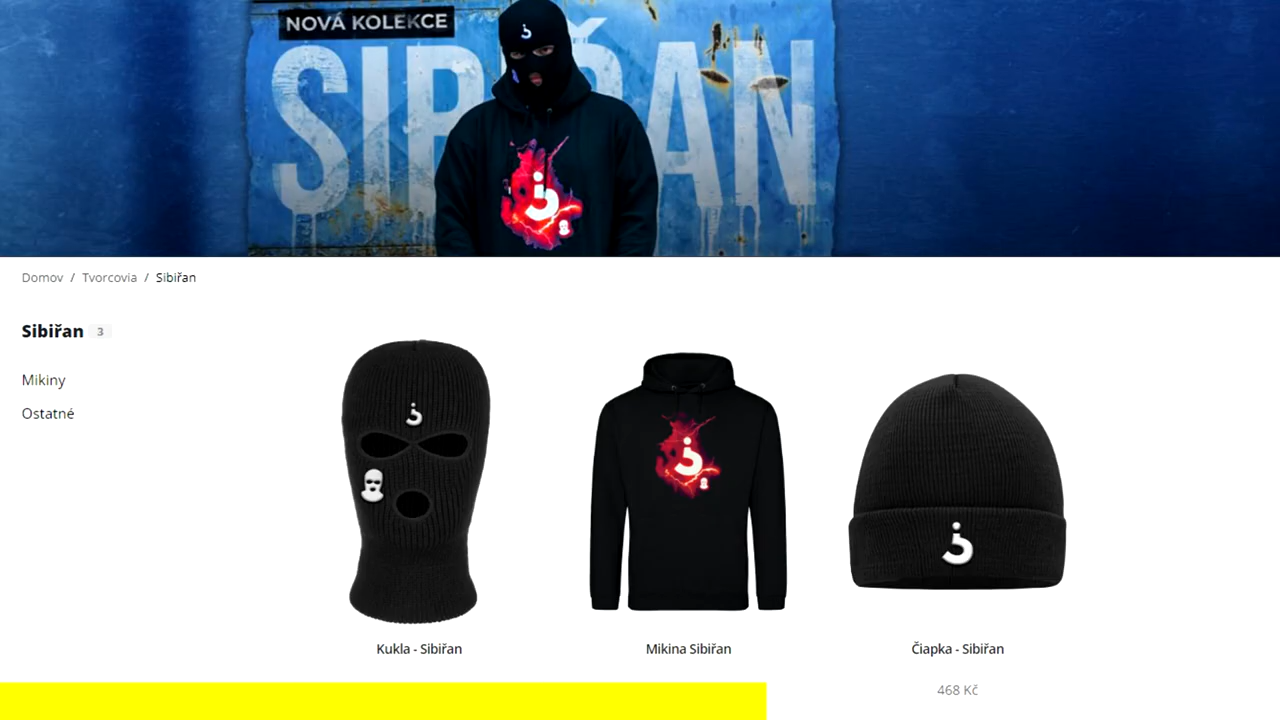 NOVÁ KOLEKCE
SIBIŘAN
Domov / Tvorcovia / Sibiřan
Sibiřan 3
Mikiny
Ostatné
Kukla - Sibiřan
Mikina Sibiřan
Čiapka - Sibiřan
468 Kč